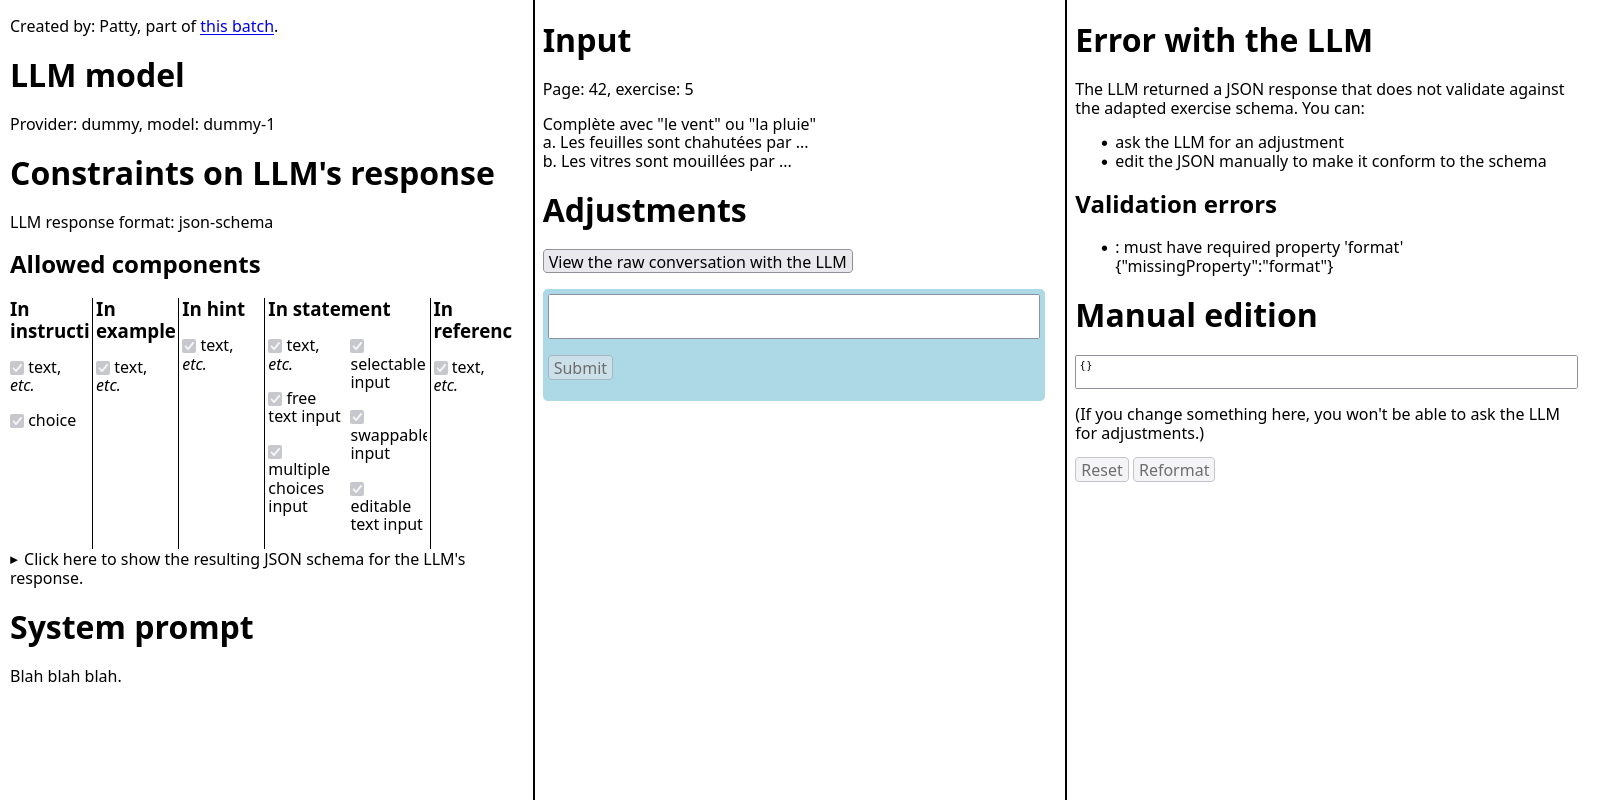 Created by: Patty, part of this batch.
LLM model
Provider: dummy, model: dummy-1
Constraints on LLM's response
LLM response format: json-schema
Allowed components
In
instructi
text,
etc.
choice
In
example
text,
etc.
In hint
text,
etc.
In statement
text,
etc.
free
text input
multiple
choices
input
selectable
input
swappable
input
editable
text input
In
referenc
text,
etc.
▸ Click here to show the resulting JSON schema for the LLM's
response.
System prompt
Blah blah blah.
Input
Page: 42, exercise: 5
Complète avec "le vent" ou "la pluie"
a. Les feuilles sont chahutées par ...
b. Les vitres sont mouillées par ...
Adjustments
View the raw conversation with the LLM
Submit
Error with the LLM
The LLM returned a JSON response that does not validate against
the adapted exercise schema. You can:
• ask the LLM for an adjustment
• edit the JSON manually to make it conform to the schema
Validation errors
• : must have required property 'format'
{"missingProperty":"format"}
Manual edition
{}
(If you change something here, you won't be able to ask the LLM
for adjustments.)
Reset Reformat